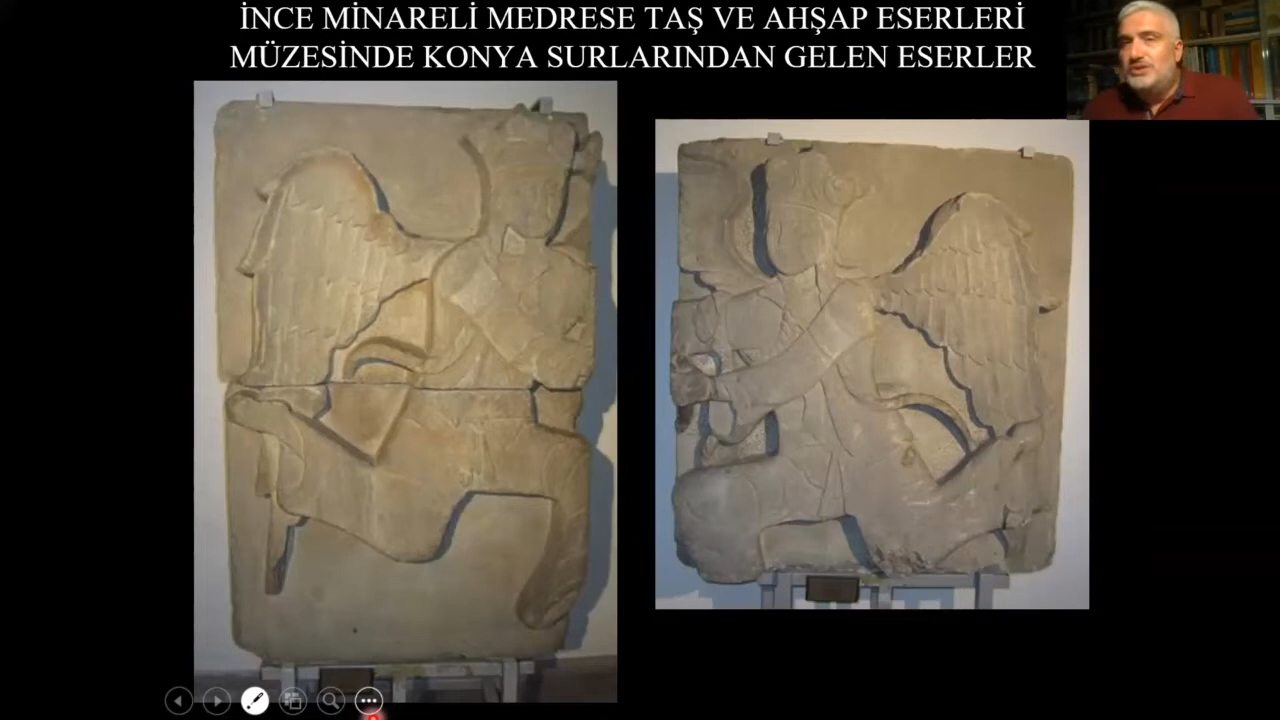 İNCE MİNARELİ MEDRESE TAŞ VE AHŞAP ESERLERİ
MÜZESİNDE KONYA SURLARINDAN GELEN ESERLER